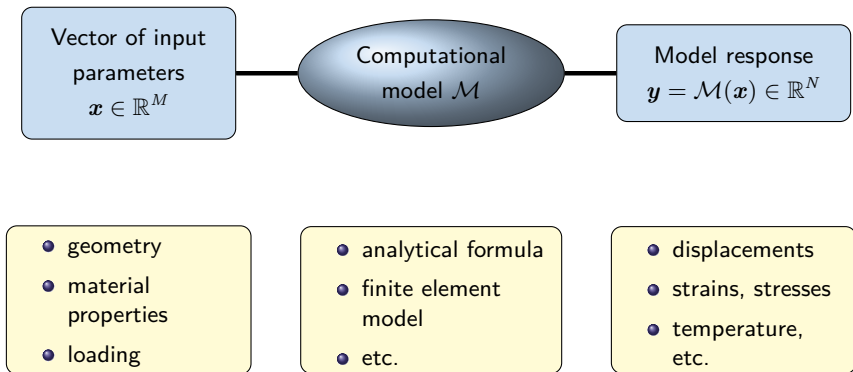 Vector of input
parameters
x ∈ ℝ^M
Computational
model ℳ
Model response
y = ℳ(x) ∈ ℝ^N
geometry
material
properties
loading
analytical formula
finite element
model
etc.
displacements
strains, stresses
temperature,
etc.